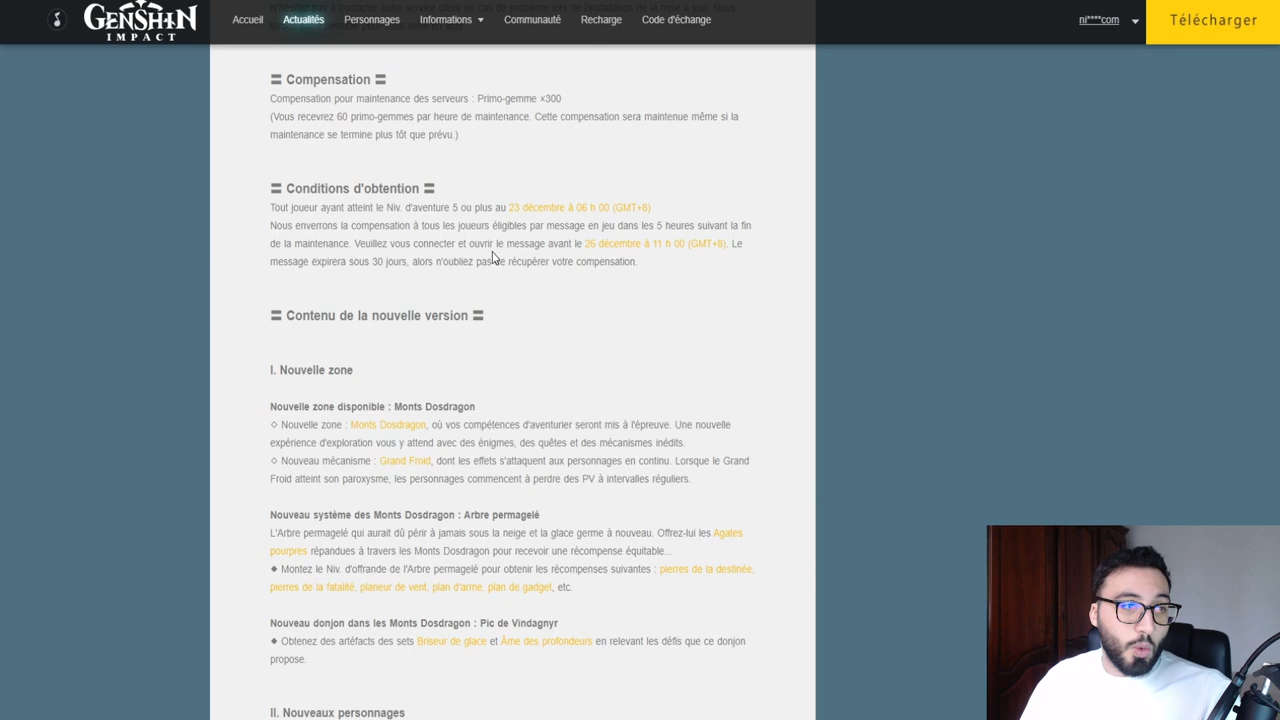 GENSHIN
IMPACT
Accueil
Actualités
Personnages
Informations
Communauté
Recharge
Code d'échange
ni****com
Télécharger
〓 Compensation 〓
Compensation pour maintenance des serveurs : Primo-gemme ×300
(Vous recevrez 60 primo-gemmes par heure de maintenance. Cette compensation sera maintenue même si la
maintenance se termine plus tôt que prévu.)
〓 Conditions d'obtention 〓
Tout joueur ayant atteint le Niv. d'aventure 5 ou plus au 23 décembre à 06 h 00 (GMT+8)
Nous enverrons la compensation à tous les joueurs éligibles par message en jeu dans les 5 heures suivant la fin
de la maintenance. Veuillez vous connecter et ouvrir le message avant le 26 décembre à 11 h 00 (GMT+8). Le
message expirera sous 30 jours, alors n'oubliez pas de récupérer votre compensation.
〓 Contenu de la nouvelle version 〓
I. Nouvelle zone
Nouvelle zone disponible : Monts Dosdragon
◇ Nouvelle zone : Monts Dosdragon, où vos compétences d'aventurier seront mis à l'épreuve. Une nouvelle
expérience d'exploration vous y attend avec des énigmes, des quêtes et des mécanismes inédits.
◇ Nouveau mécanisme : Grand Froid, dont les effets s'attaquent aux personnages en continu. Lorsque le Grand
Froid atteint son paroxysme, les personnages commencent à perdre des PV à intervalles réguliers.
Nouveau système des Monts Dosdragon : Arbre permagelé
L'Arbre permagelé qui aurait dû périr à jamais sous la neige et la glace germe à nouveau. Offrez-lui les Agates
pourpres répandues à travers les Monts Dosdragon pour recevoir une récompense équitable...
◆ Montez le Niv. d'offrande de l'Arbre permagelé pour obtenir les récompenses suivantes : pierres de la destinée,
pierres de la fatalité, planeur de vent, plan d'arme, plan de gadget, etc.
Nouveau donjon dans les Monts Dosdragon : Pic de Vindagnyr
◆ Obtenez des artéfacts des sets Briseur de glace et Âme des profondeurs en relevant les défis que ce donjon
propose.
II. Nouveaux personnages